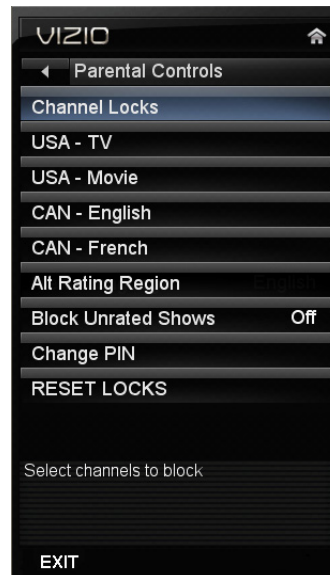 VIZIO
Parental Controls
Channel Locks
USA - TV
USA - Movie
CAN - English
CAN - French
Alt Rating Region English
Block Unrated Shows Off
Change PIN
RESET LOCKS
Select channels to block
EXIT